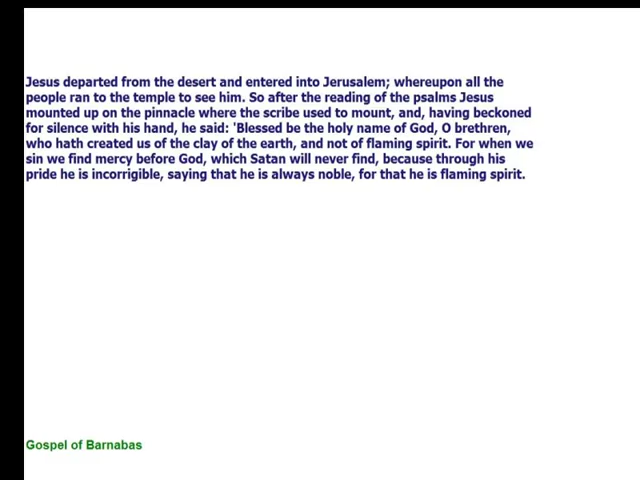 Jesus departed from the desert and entered into Jerusalem; whereupon all the
people ran to the temple to see him. So after the reading of the psalms Jesus
mounted up on the pinnacle where the scribe used to mount, and, having beckoned
for silence with his hand, he said: 'Blessed be the holy name of God, O brethren,
who hath created us of the clay of the earth, and not of flaming spirit. For when we
sin we find mercy before God, which Satan will never find, because through his
pride he is incorrigible, saying that he is always noble, for that he is flaming spirit.
Gospel of Barnabas